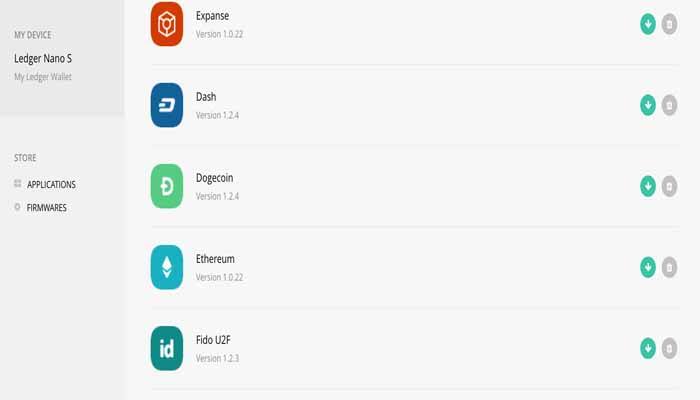 MY DEVICE
Ledger Nano S
My Ledger Wallet
STORE
APPLICATIONS
FIRMWARES
Expanse
Version 1.0.22
Dash
Version 1.2.4
Dogecoin
Version 1.2.4
Ethereum
Version 1.0.22
Fido U2F
id
Version 1.2.3